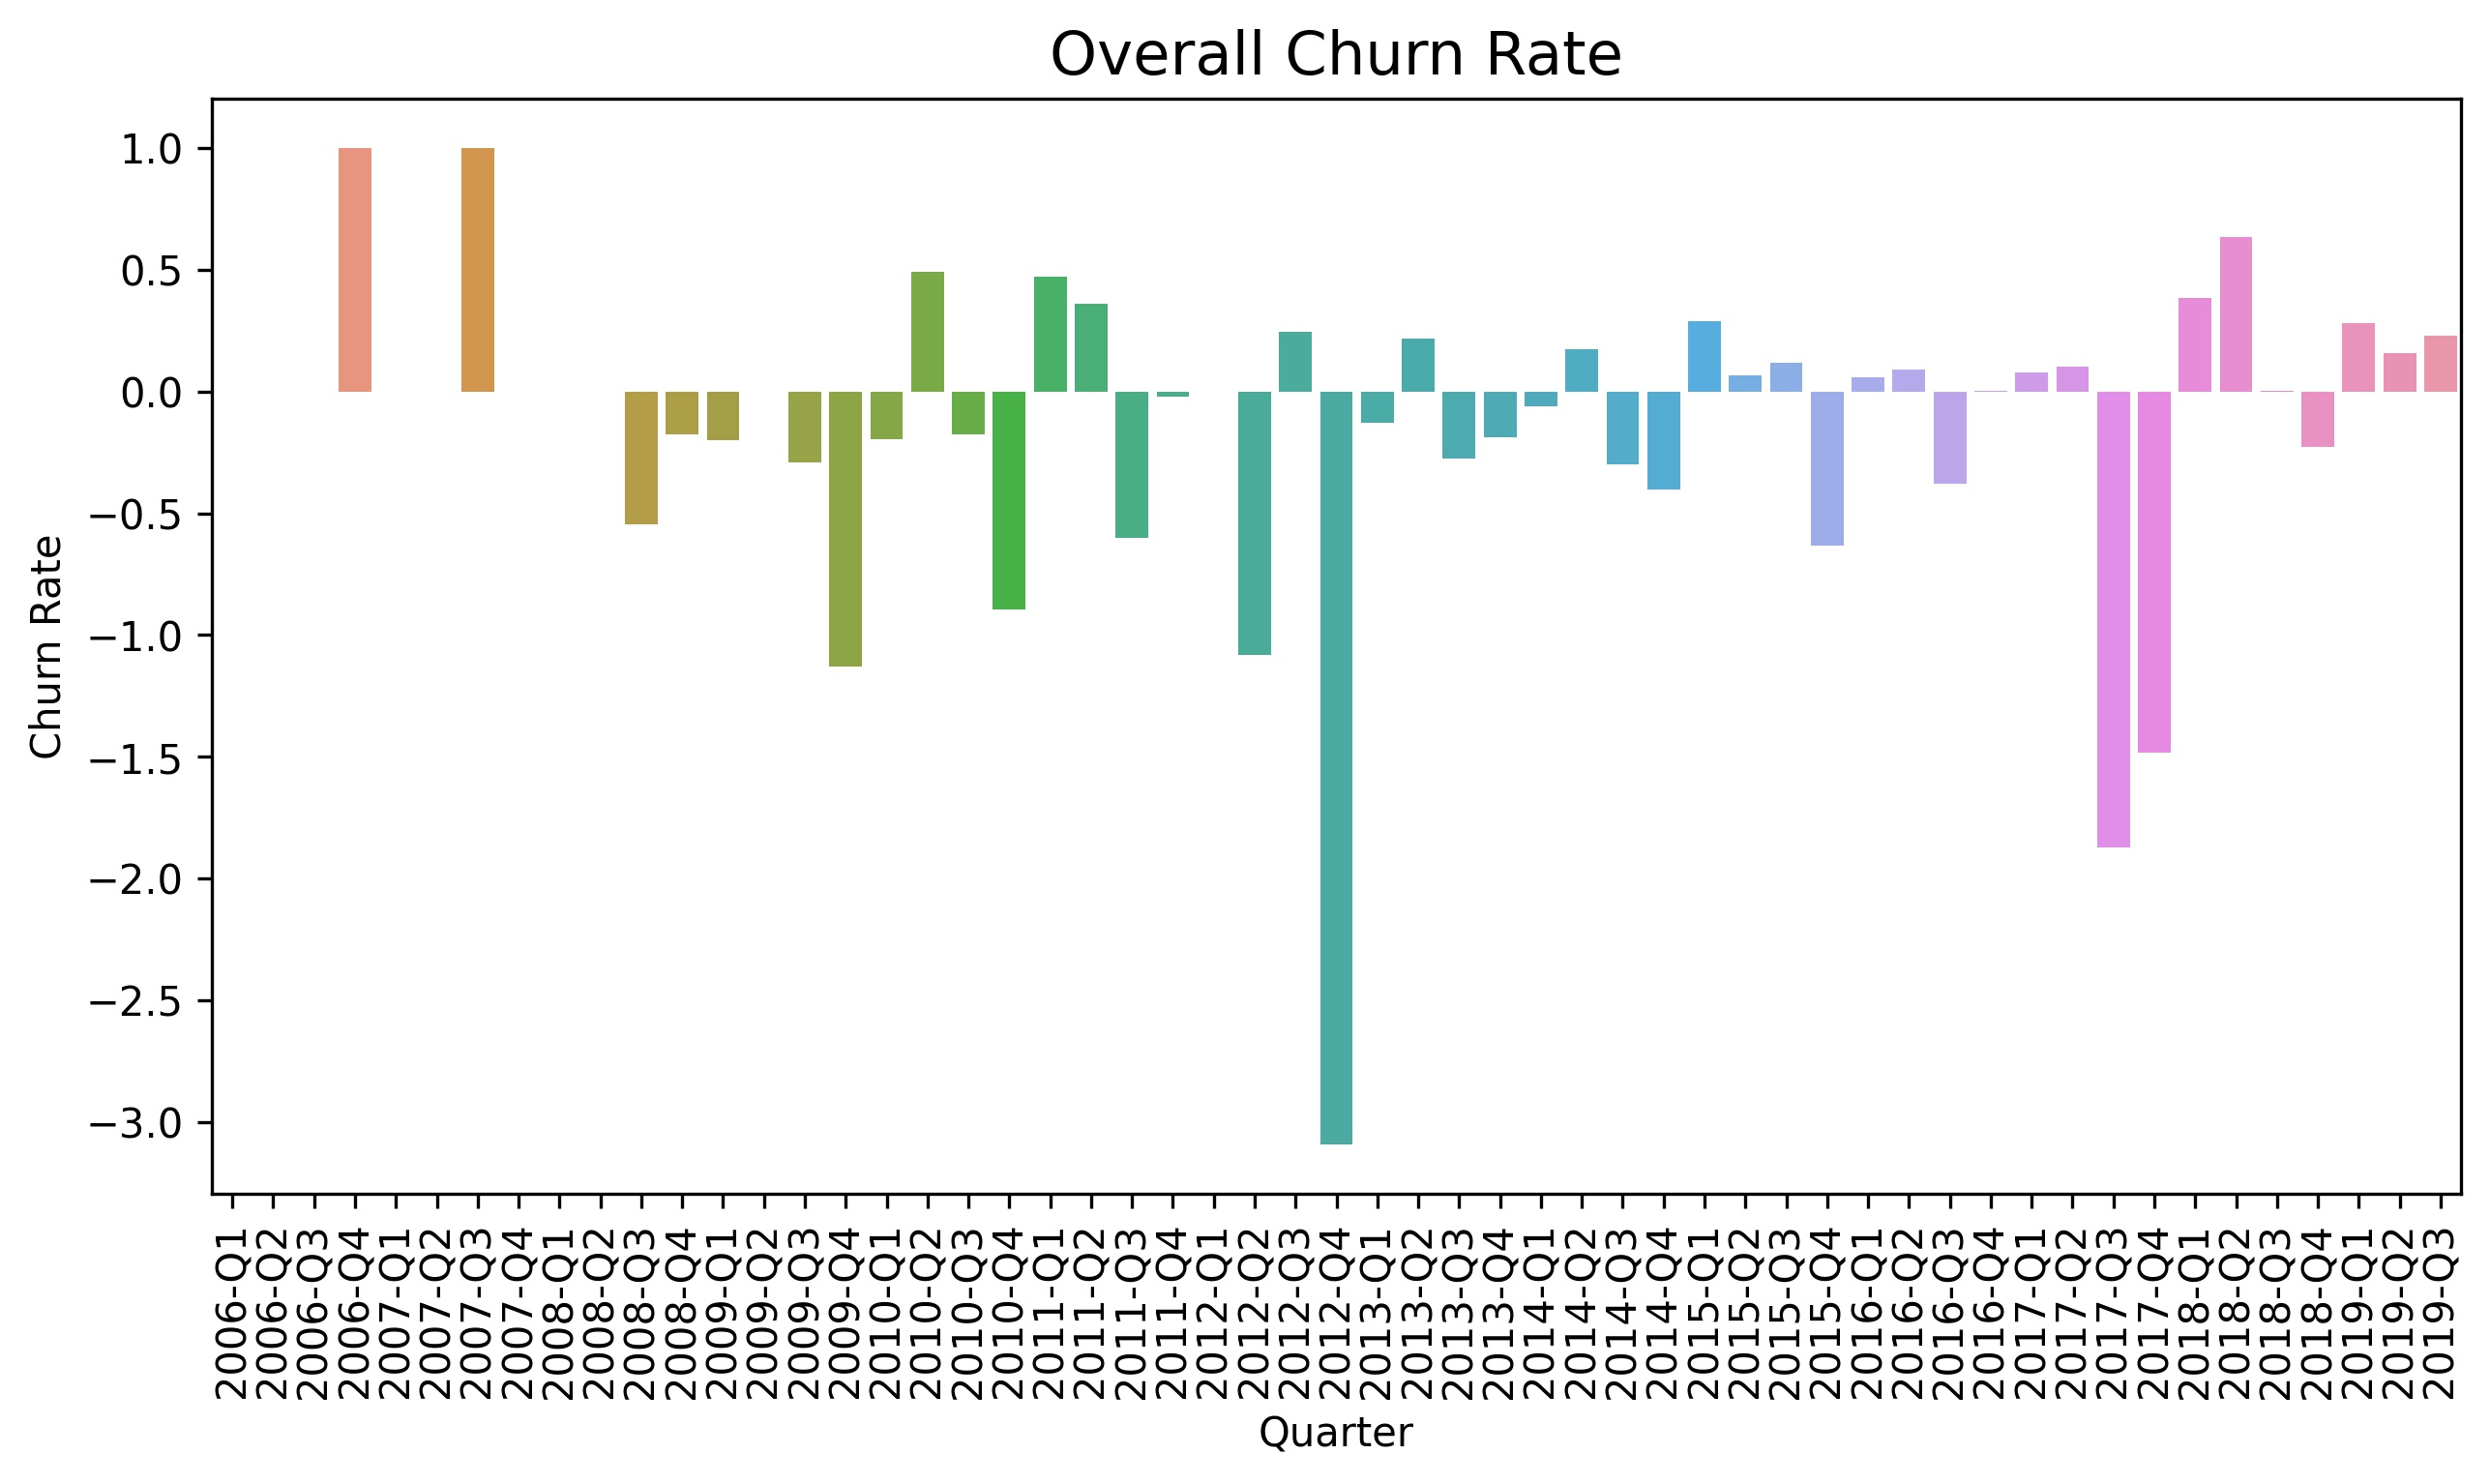 Overall Churn Rate
1.0
0.5
0.0
−0.5
−1.0
−1.5
−2.0
−2.5
−3.0
Churn Rate
2006-Q1
2006-Q2
2006-Q3
2006-Q4
2007-Q1
2007-Q2
2007-Q3
2007-Q4
2008-Q1
2008-Q2
2008-Q3
2008-Q4
2009-Q1
2009-Q2
2009-Q3
2009-Q4
2010-Q1
2010-Q2
2010-Q3
2010-Q4
2011-Q1
2011-Q2
2011-Q3
2011-Q4
2012-Q1
2012-Q2
2012-Q3
2012-Q4
2013-Q1
2013-Q2
2013-Q3
2013-Q4
2014-Q1
2014-Q2
2014-Q3
2014-Q4
2015-Q1
2015-Q2
2015-Q3
2015-Q4
2016-Q1
2016-Q2
2016-Q3
2016-Q4
2017-Q1
2017-Q2
2017-Q3
2017-Q4
2018-Q1
2018-Q2
2018-Q3
2018-Q4
2019-Q1
2019-Q2
2019-Q3
Quarter